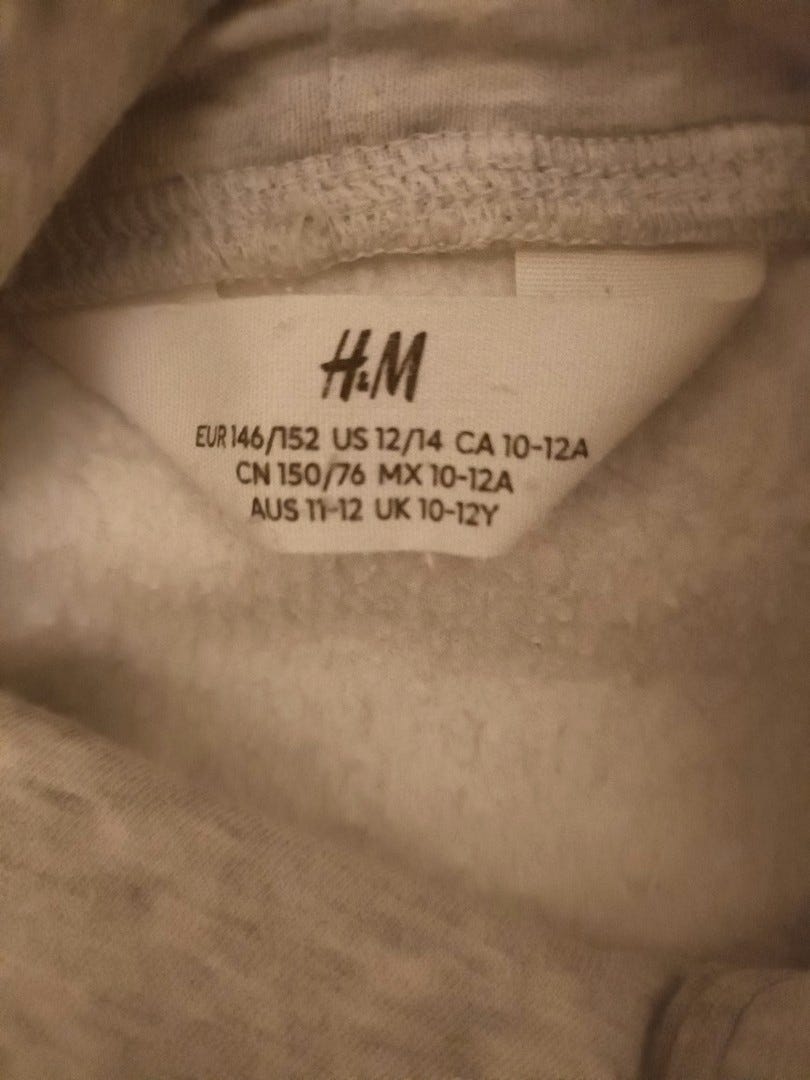 H&M
EUR 146/152 US 12/14 CA 10-12A
CN 150/76 MX 10-12A
AUS 11-12 UK 10-12Y